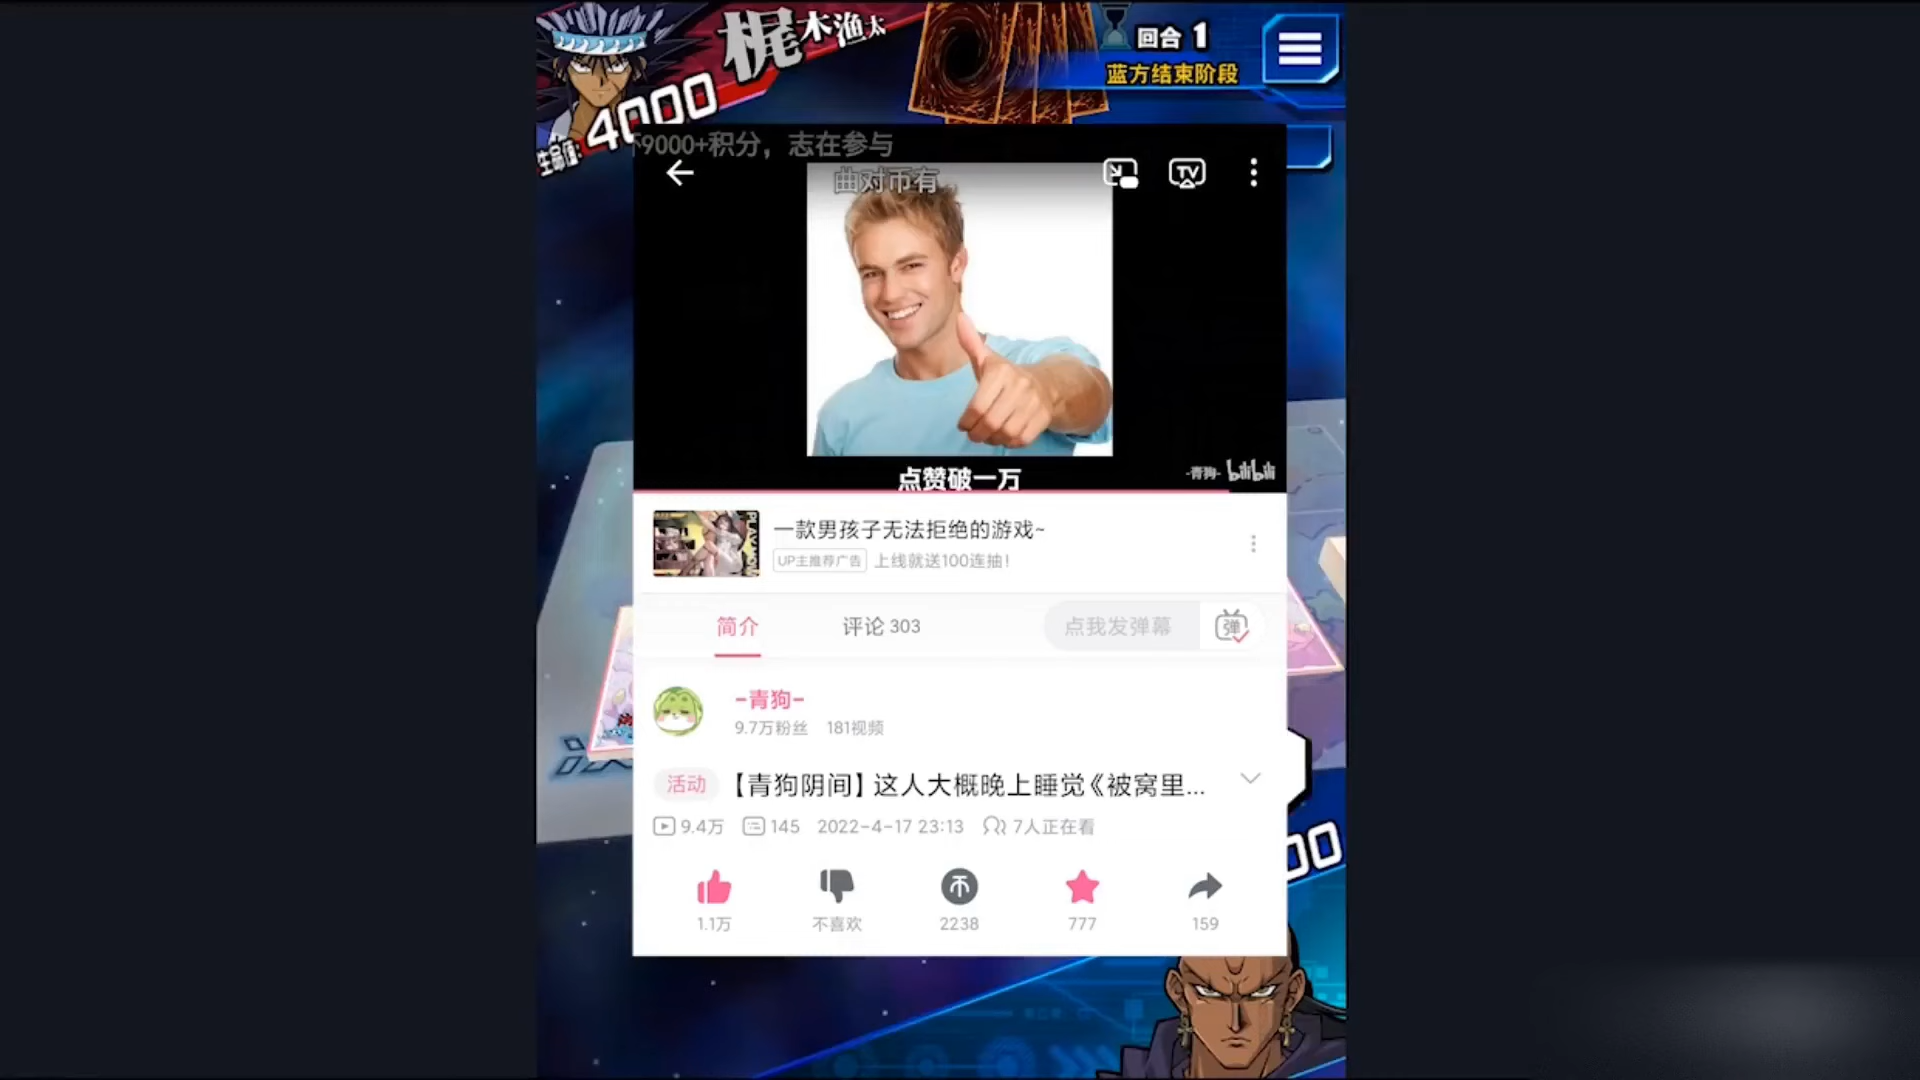 梶木渔太
回合 1
蓝方结束阶段
生命值:
4000
9000+积分，志在参与
曲对币有
TV
点赞破一万
-青狗- bilibili
一款男孩子无法拒绝的游戏~
UP主推荐广告 上线就送100连抽!
简介 评论 303 点我发弹幕 弹
-青狗-
9.7万粉丝 181视频
活动 【青狗阴间】这人大概晚上睡觉《被窝里...
9.4万 145 2022-4-17 23:13 7人正在看
1.1万 不喜欢 2238 777 159
00